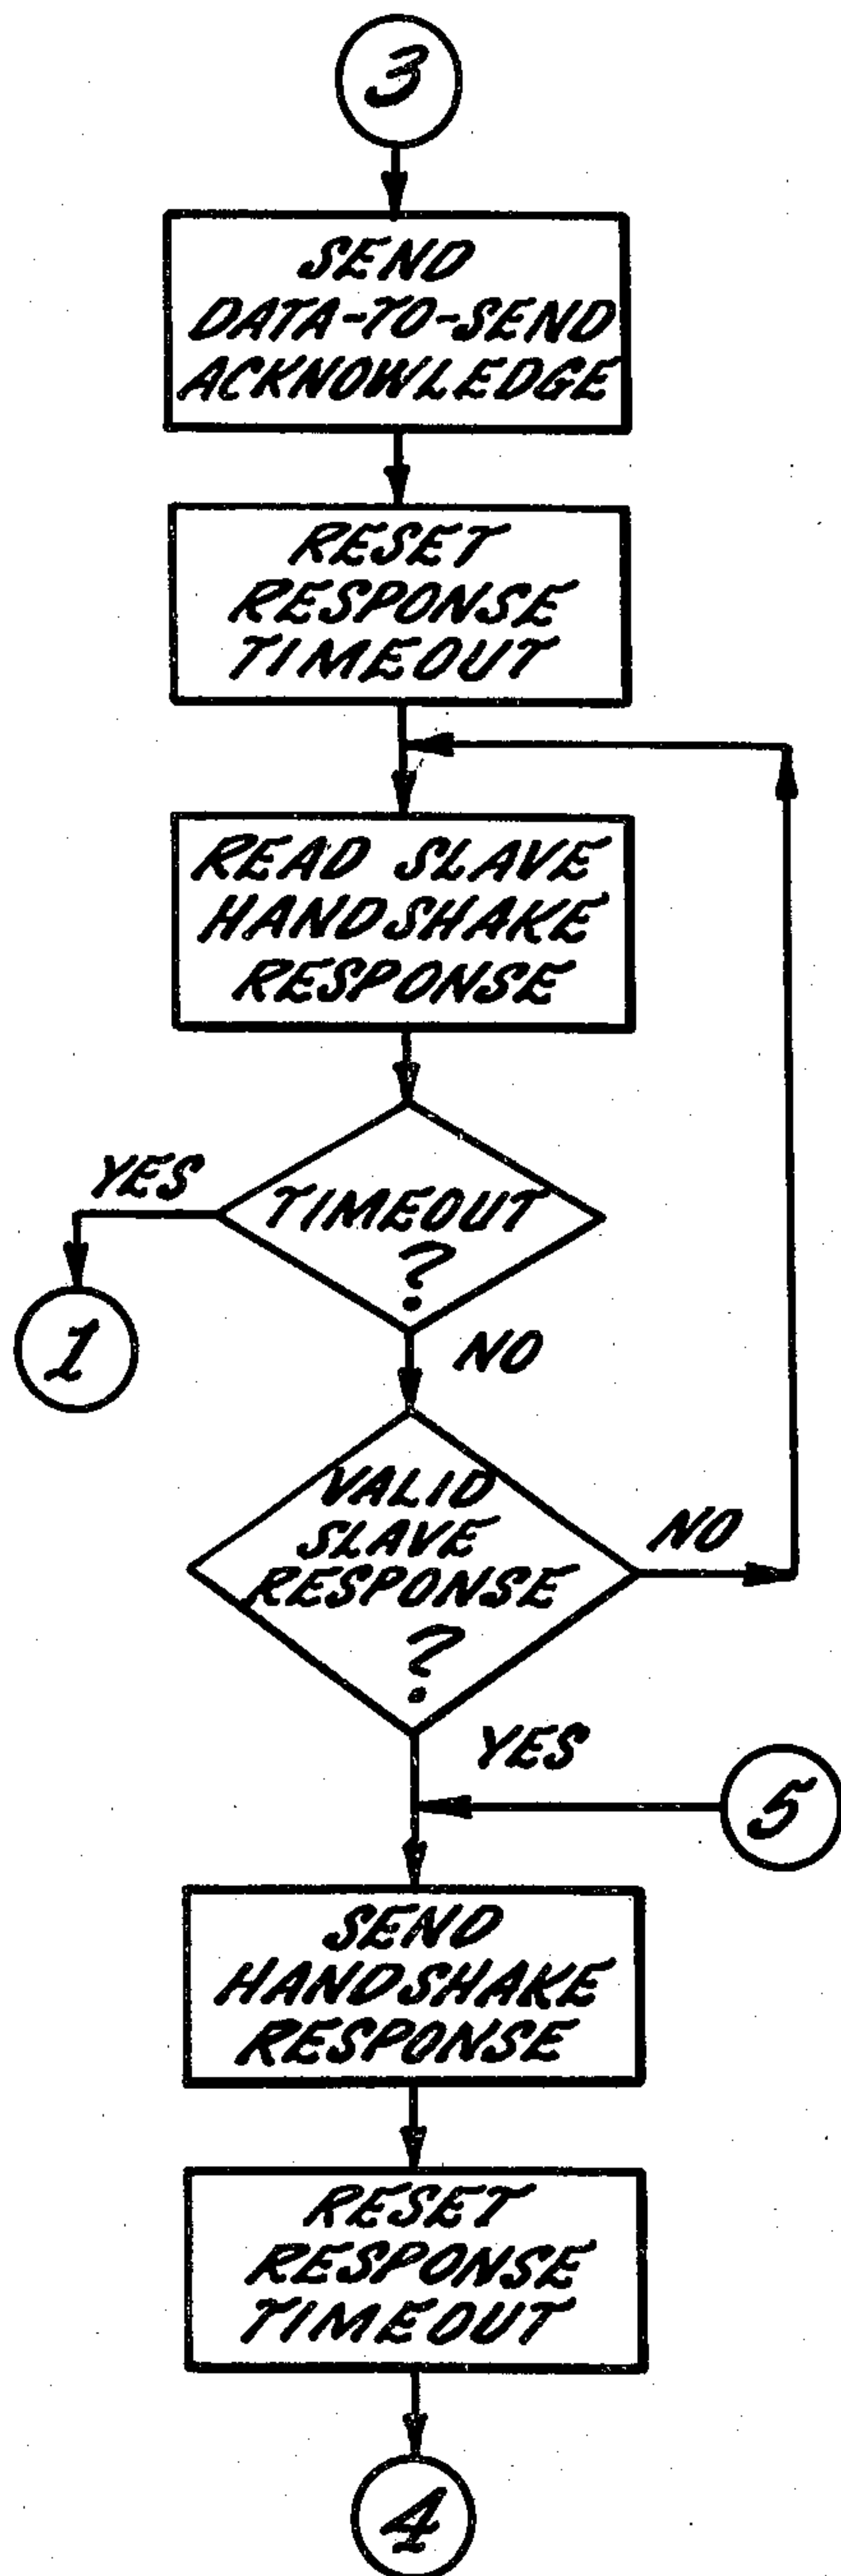 3
SEND
DATA-TO-SEND
ACKNOWLEDGE
RESET
RESPONSE
TIMEOUT
READ SLAVE
HANDSHAKE
RESPONSE
YES
TIMEOUT
?
1
NO
VALID
SLAVE
RESPONSE
?
NO
YES
5
SEND
HANDSHAKE
RESPONSE
RESET
RESPONSE
TIMEOUT
4